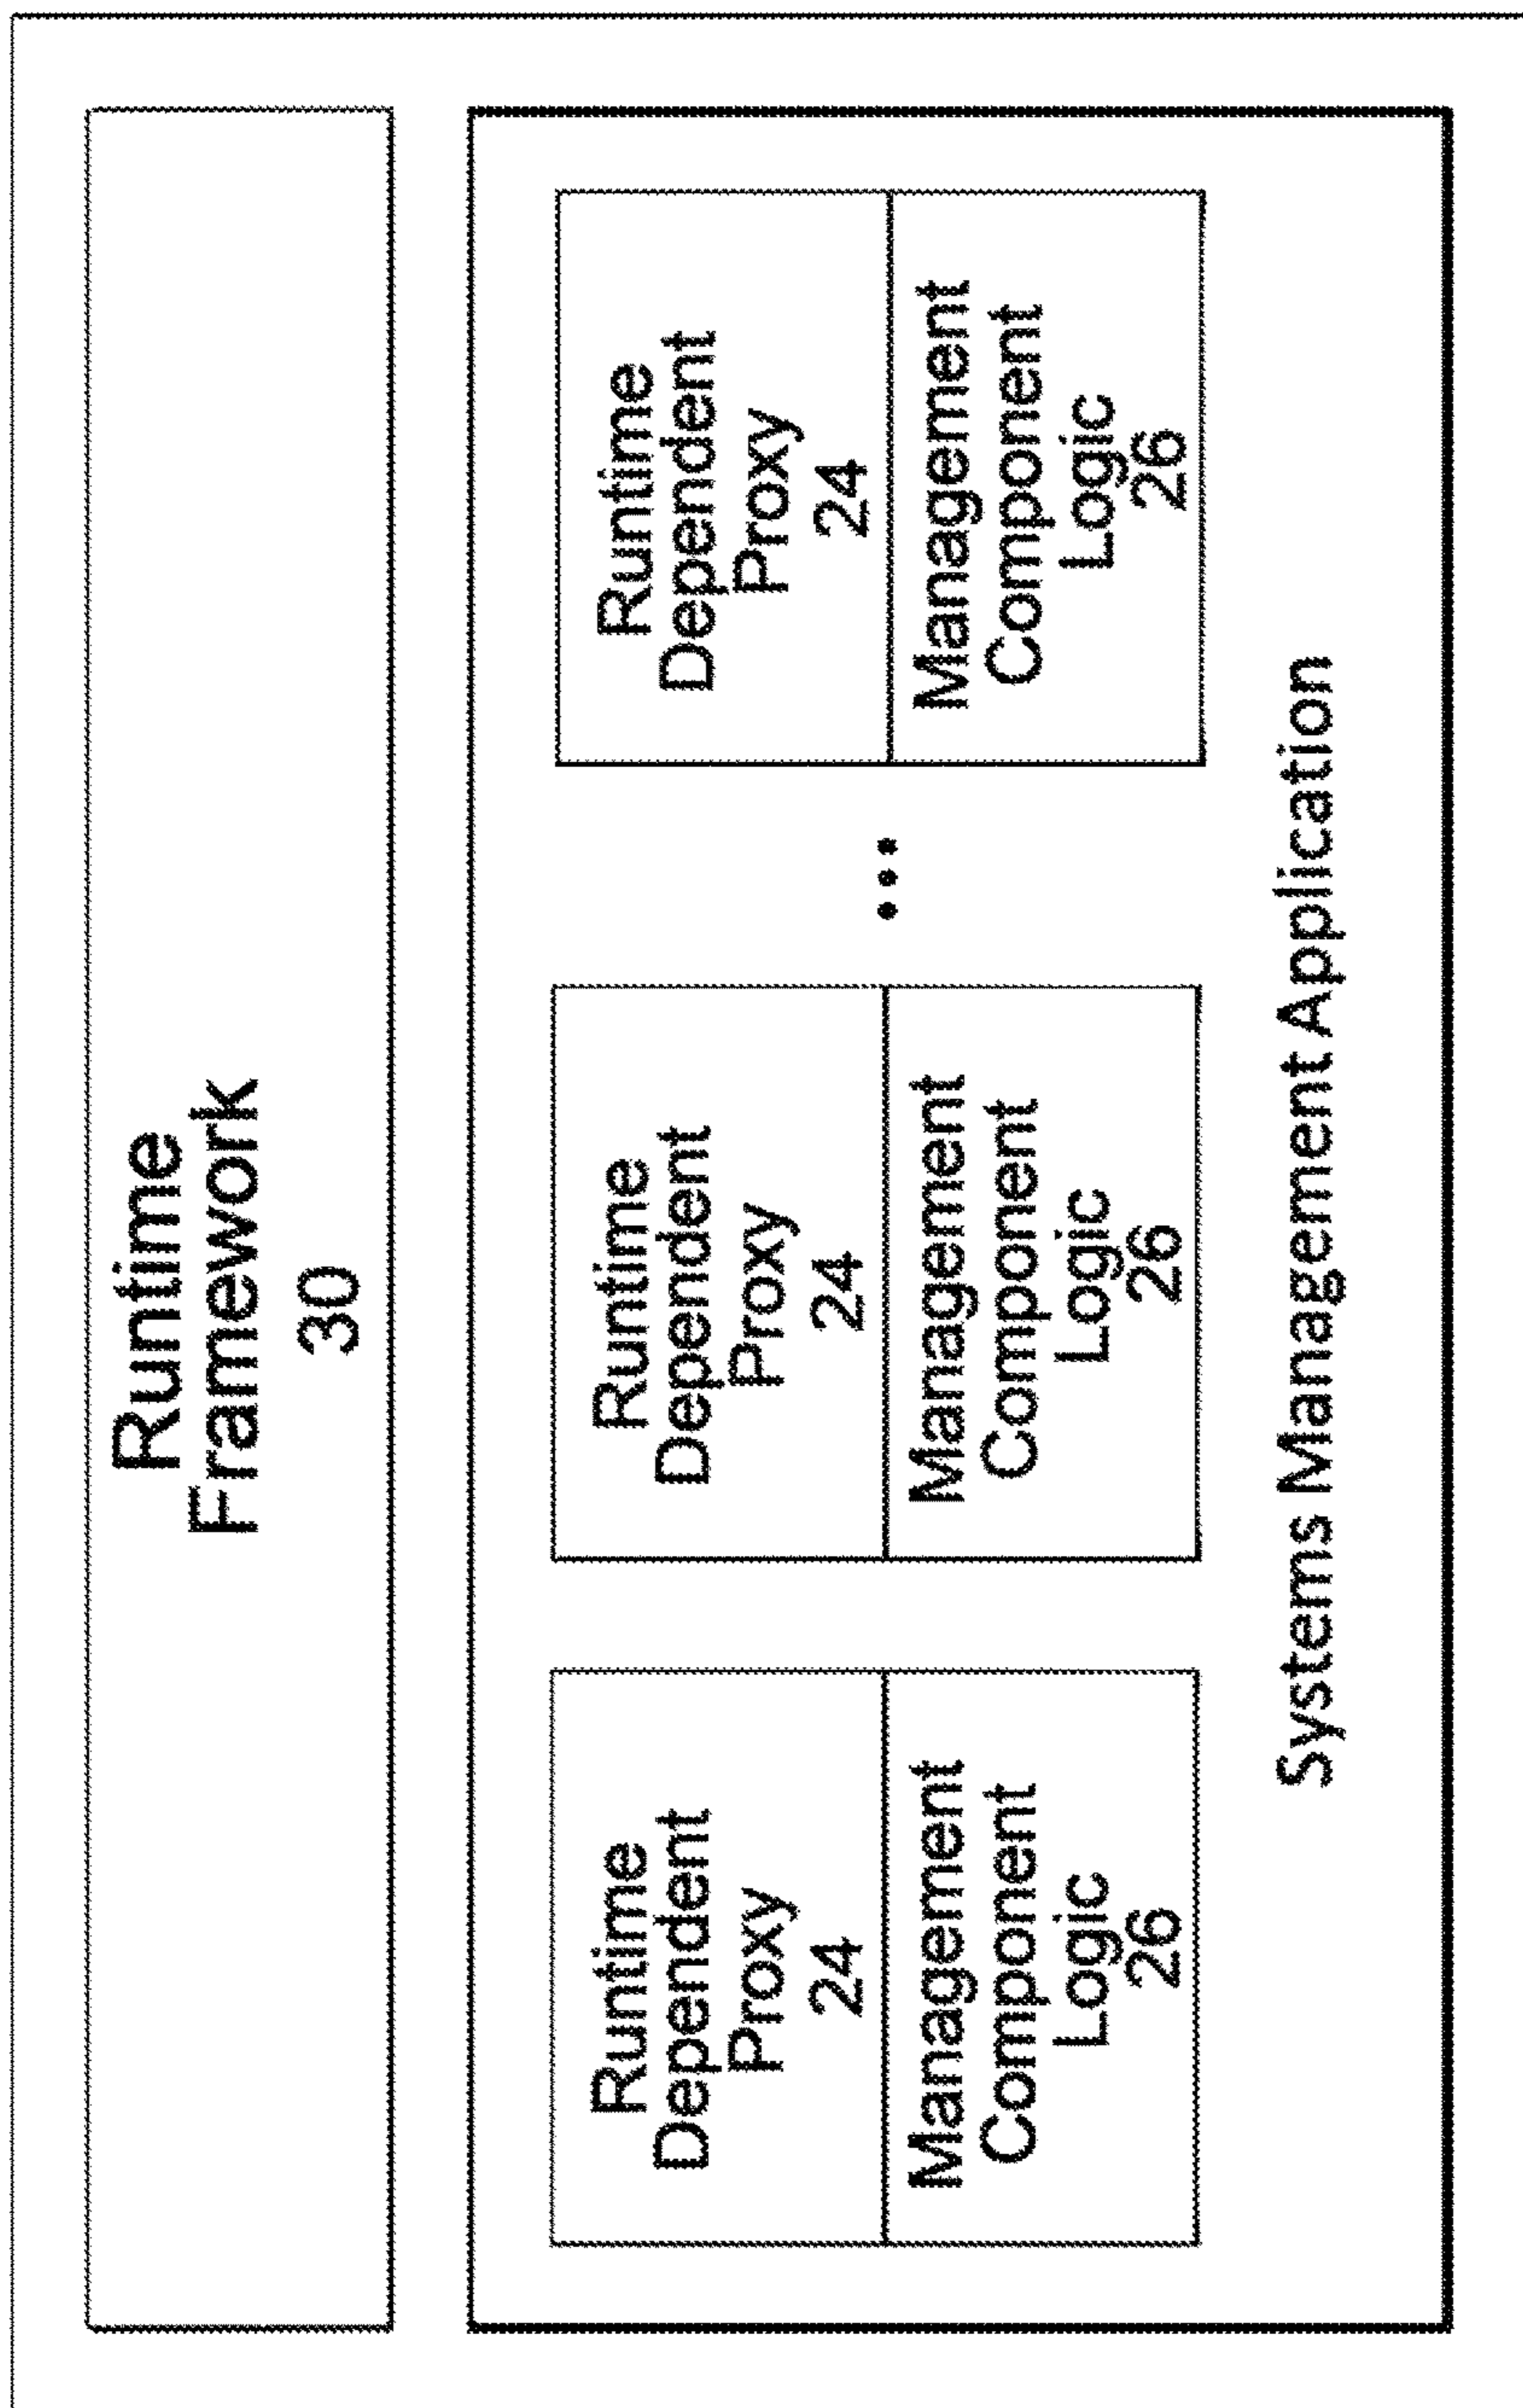 Runtime
Framework
30
Runtime
Dependent
Proxy
24
Management
Component
Logic
26
Runtime
Dependent
Proxy
24
Management
Component
Logic
26
...
Runtime
Dependent
Proxy
24
Management
Component
Logic
26
Systems Management Application